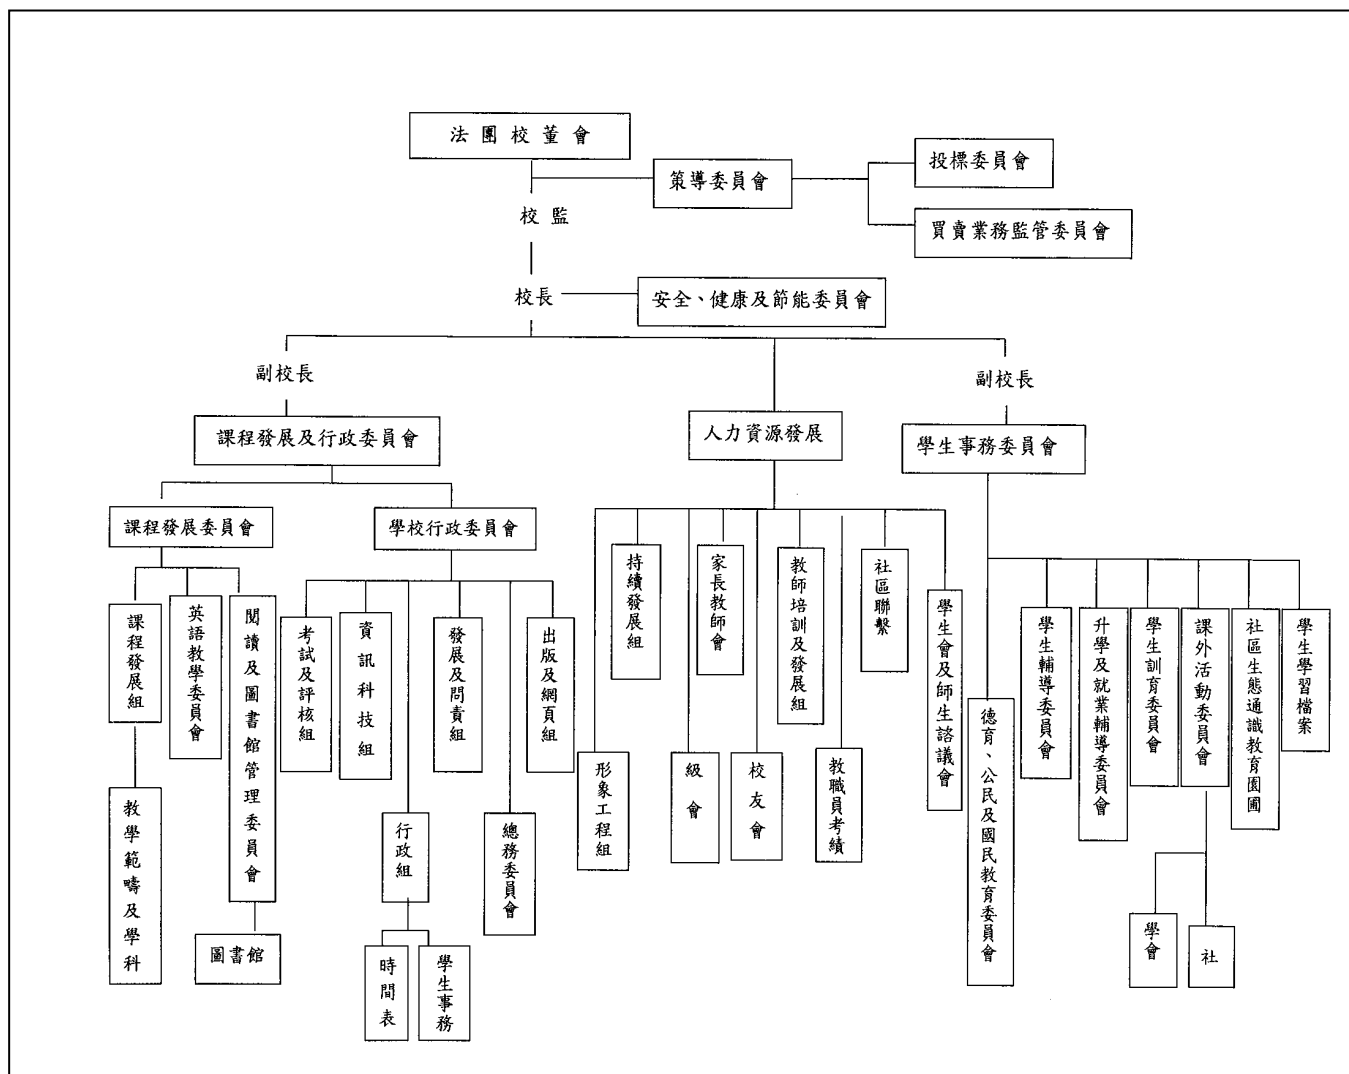 法團校董會
策導委員會
投標委員會
買賣業務監管委員會
校監
校長
安全、健康及節能委員會
副校長
副校長
課程發展及行政委員會
人力資源發展
學生事務委員會
課程發展委員會
學校行政委員會
課程發展組
英語教學委員會
閱讀及圖書館管理委員會
教學範疇及學科
圖書館
考試及評核組
資訊科技組
行政組
發展及問責組
總務委員會
出版及網頁組
時間表
學生事務
形象工程組
持續發展組
級會
家長教師會
校友會
教師培訓及發展組
教職員考績
社區聯繫
學生會及師生諮議會
德育、公民及國民教育委員會
學生輔導委員會
升學及就業輔導委員會
學生訓育委員會
課外活動委員會
社區生態通識教育園圃
學生學習檔案
學會
社